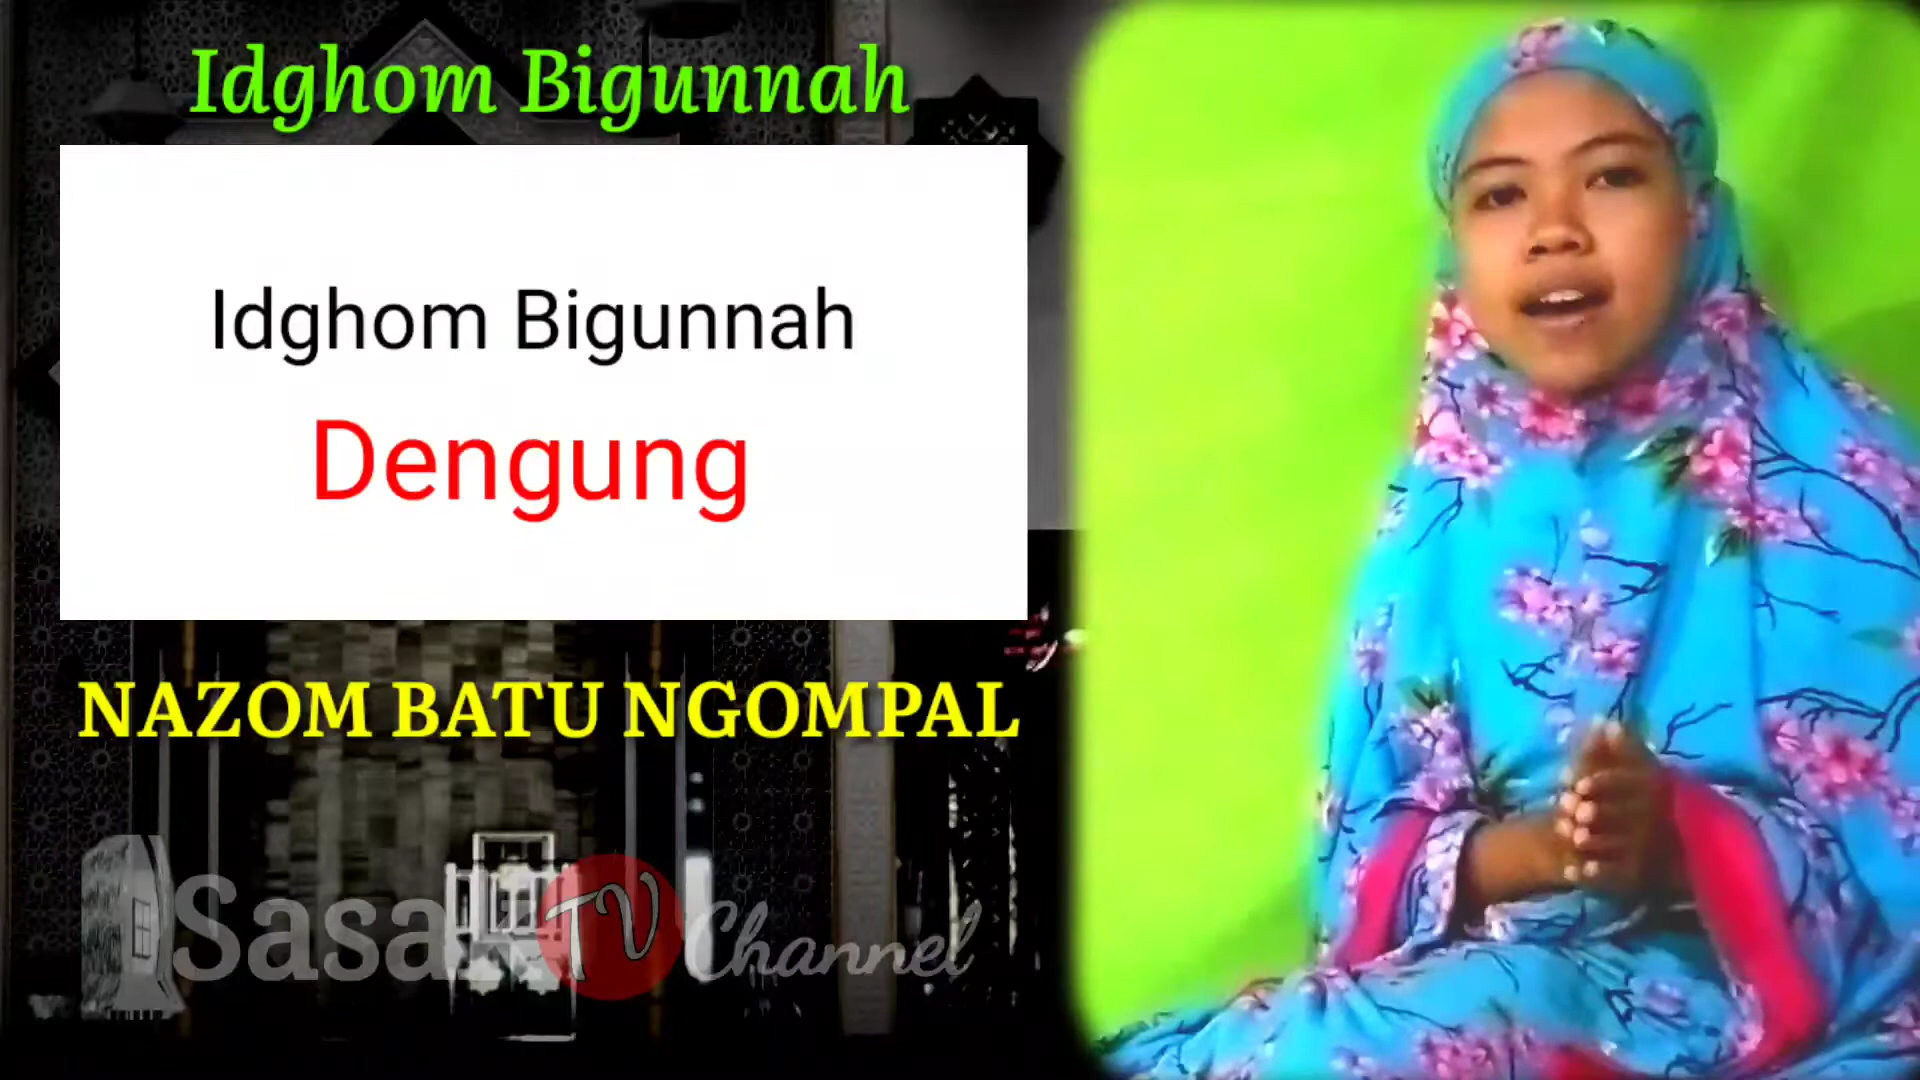 Idghom Bigunnah
Idghom Bigunnah
Dengung
NAZOM BATU NGOMPAL
Sasak TV Channel